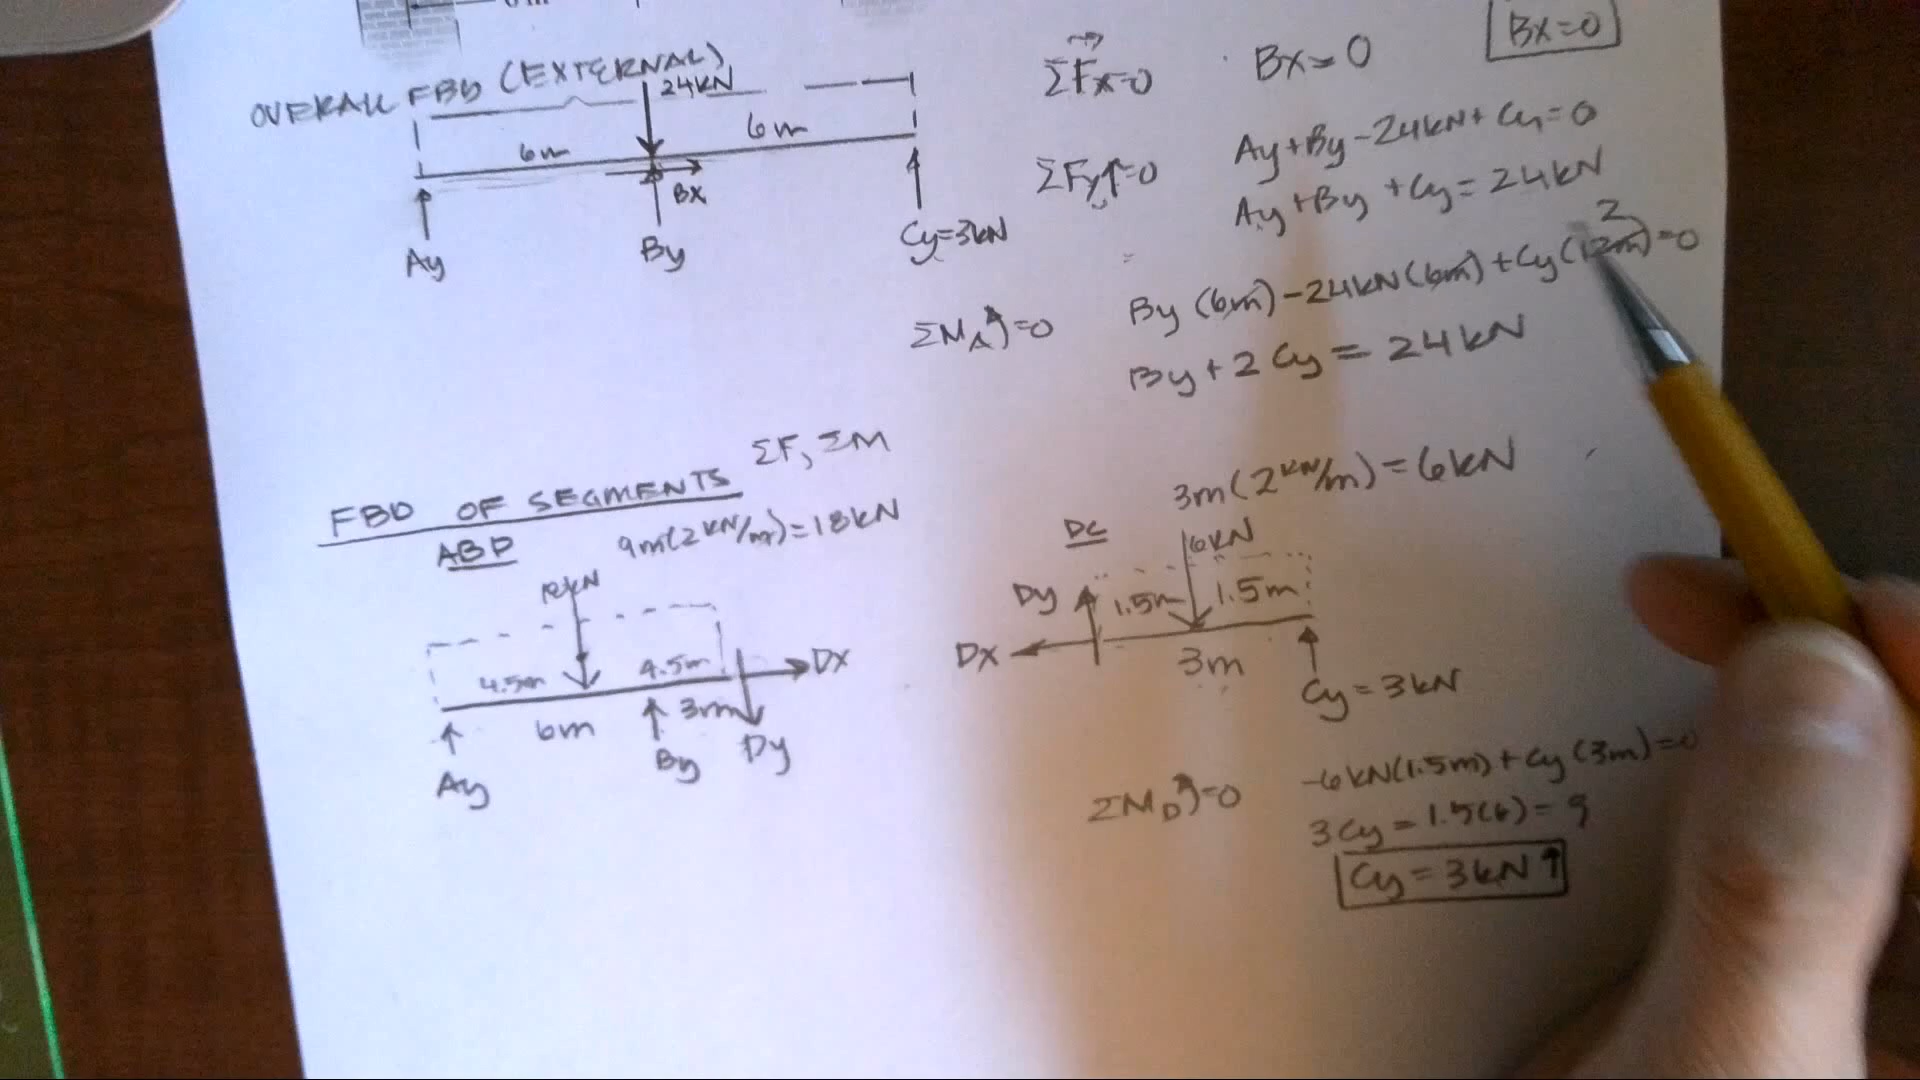 Bx=0
OVERALL FBD (EXTERNAL)
24KN
6m
6m
Bx
Ay
By
Cy=3kN
ΣFx=0
Bx=0
ΣFy↑=0
Ay+By-24kN+Cy=0
Ay+By+Cy=24kN
ΣMA=0
By(6m)-24kN(6m)+Cy(12m)=0
2
By+2Cy=24kN
FBD OF SEGMENTS ΣF, ΣM
ABD
9m(2kN/m)=18kN
18kN
4.5m
4.5m
DX
6m
3m
Ay
By
Dy
3m(2kN/m)=6kN
DC
6kN
Dy
1.5m
1.5m
DX
3m
Cy=3kN
ΣMD=0
-6kN(1.5m)+Cy(3m)=0
3Cy=1.5(6)=9
Cy=3kN↑